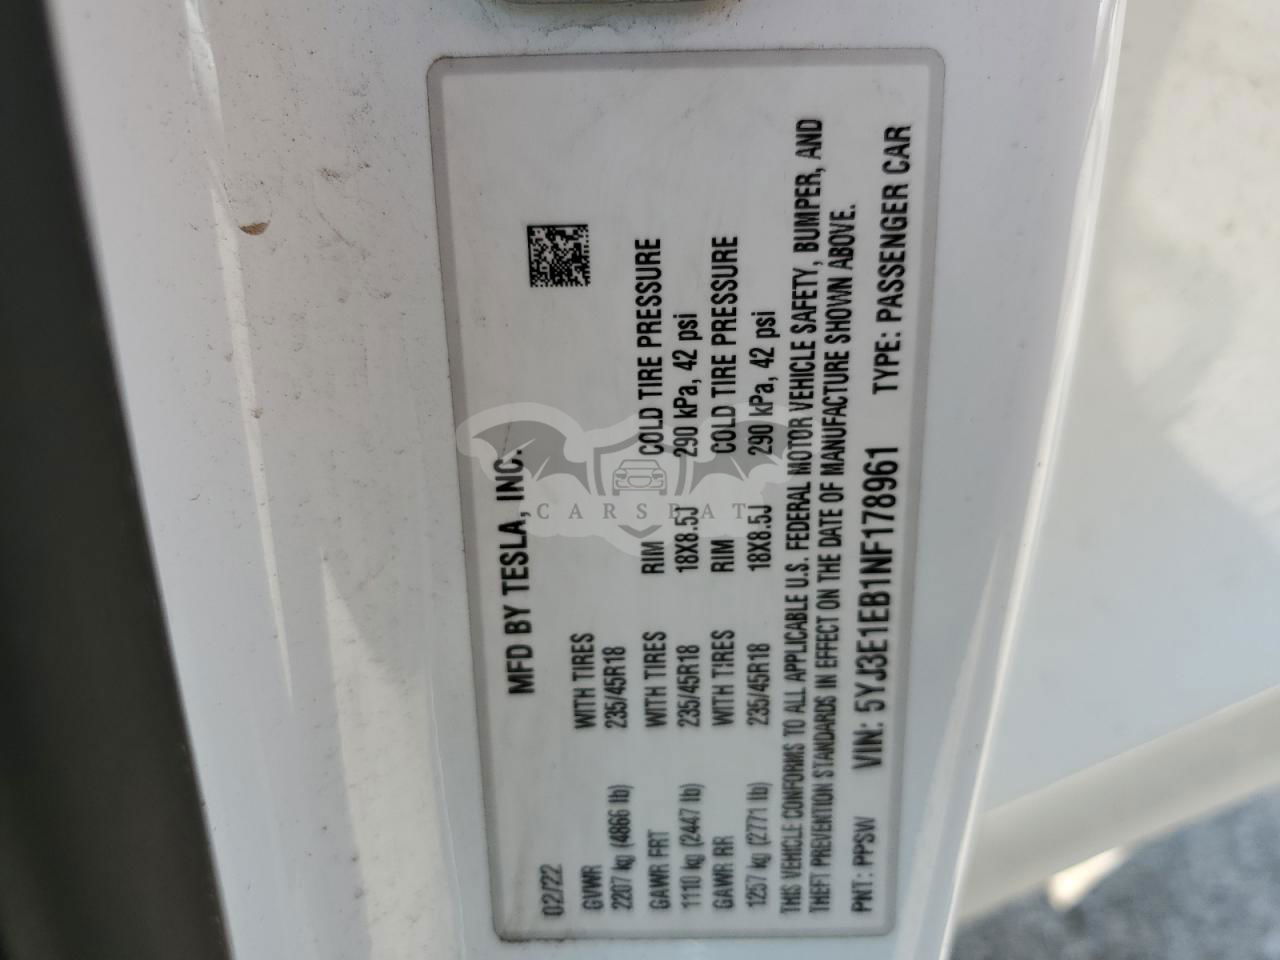 MFD BY TESLA, INC.
02/22
GVWR WITH TIRES
2207 kg (4866 lb) 235/45R18
GAWR FRT WITH TIRES RIM COLD TIRE PRESSURE
1110 kg (2447 lb) 235/45R18 18X8.5J 290 kPa, 42 psi
GAWR RR WITH TIRES RIM COLD TIRE PRESSURE
1257 kg (2771 lb) 235/45R18 18X8.5J 290 kPa, 42 psi
THIS VEHICLE CONFORMS TO ALL APPLICABLE U.S. FEDERAL MOTOR VEHICLE SAFETY, BUMPER, AND
THEFT PREVENTION STANDARDS IN EFFECT ON THE DATE OF MANUFACTURE SHOWN ABOVE.
PNT: PPSW VIN: 5YJ3E1EB1NF178961 TYPE: PASSENGER CAR
CARSBAT